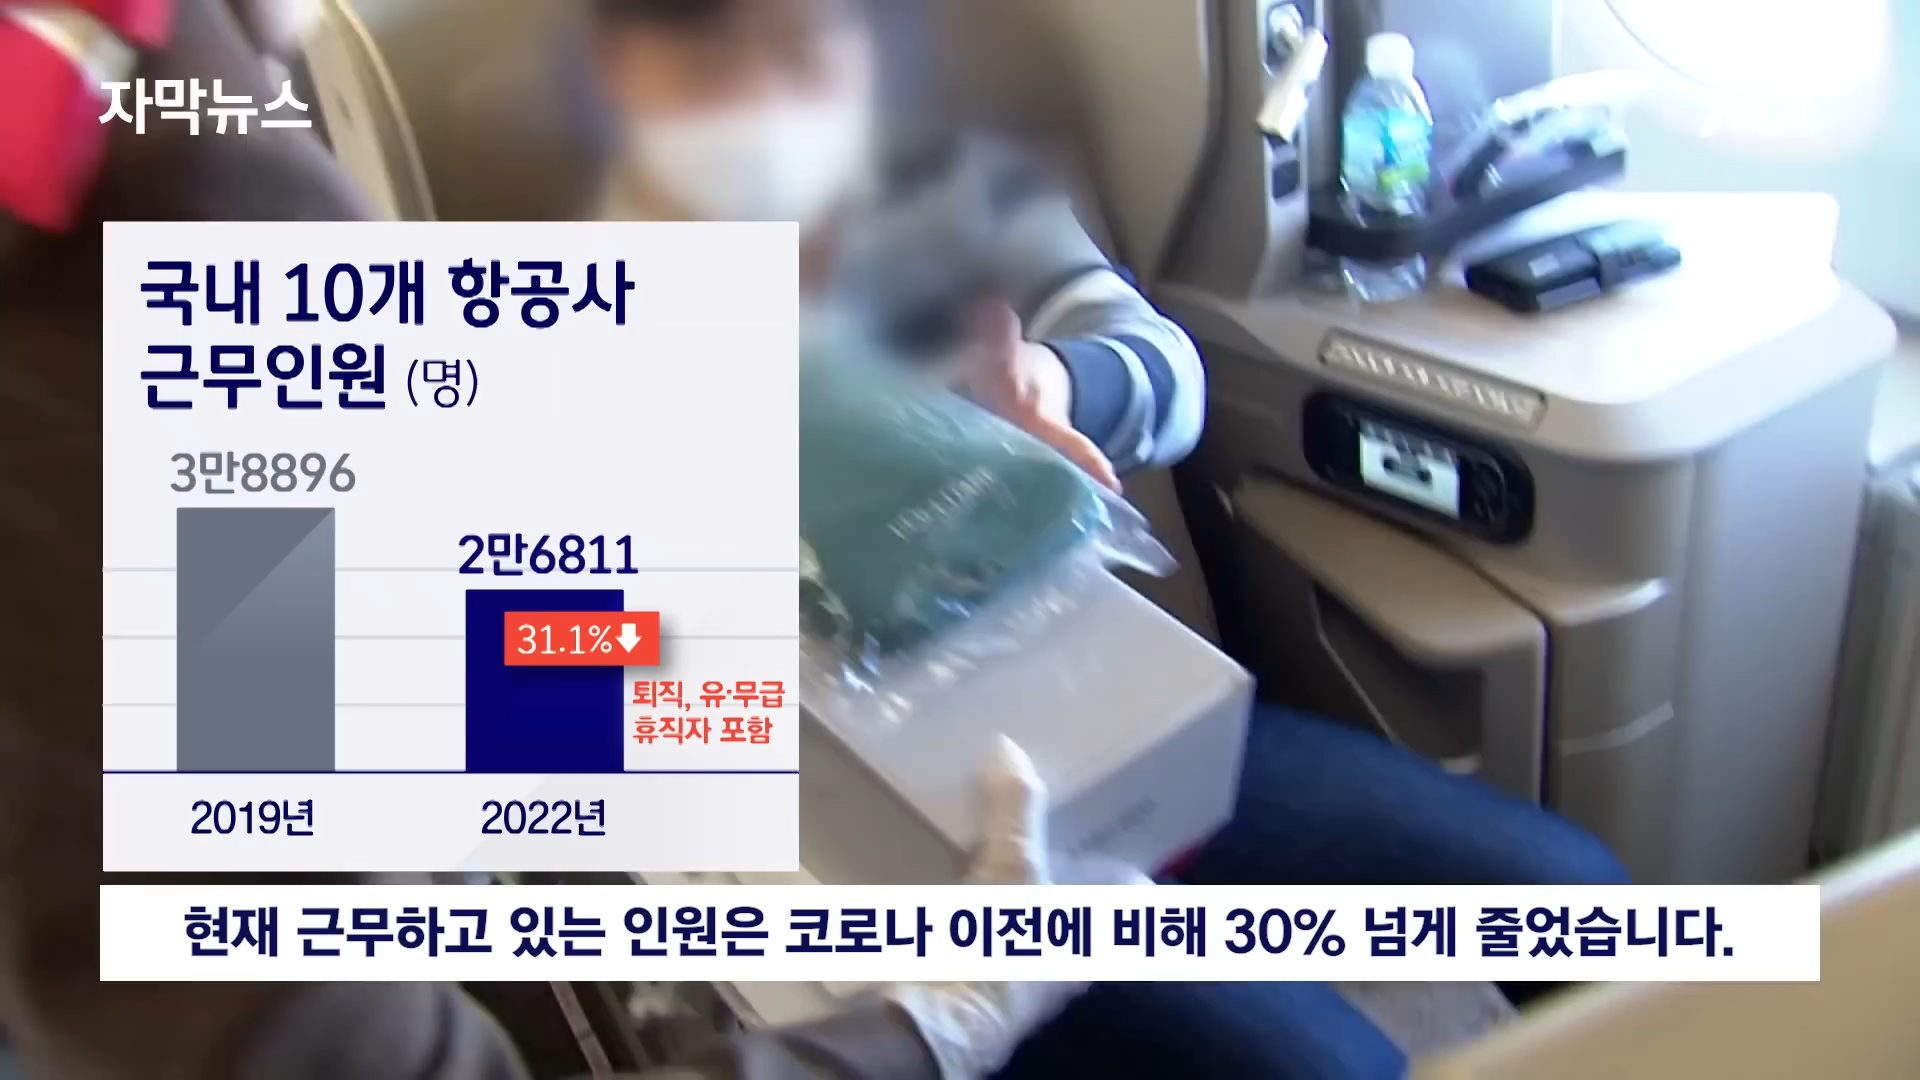 자막뉴스
국내 10개 항공사
근무인원 (명)
3만8896
2만6811
31.1%⬇
퇴직, 유·무급
휴직자 포함
2019년
2022년
현재 근무하고 있는 인원은 코로나 이전에 비해 30% 넘게 줄었습니다.